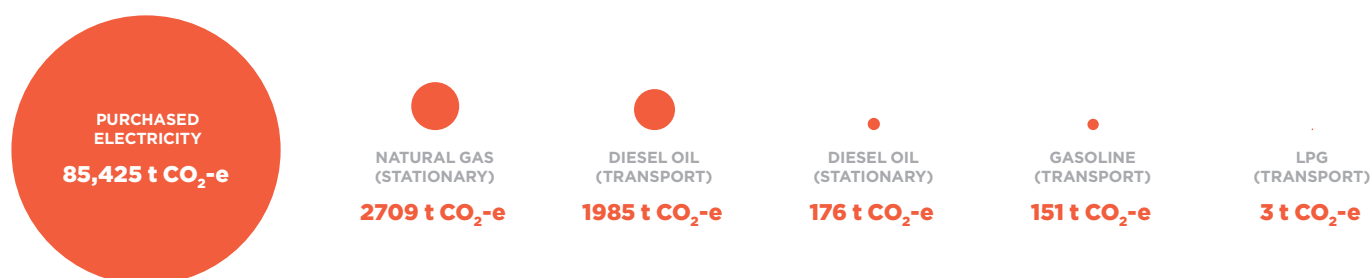 PURCHASED
ELECTRICITY
85,425 t CO₂-e
NATURAL GAS
(STATIONARY)
2709 t CO₂-e
DIESEL OIL
(TRANSPORT)
1985 t CO₂-e
DIESEL OIL
(STATIONARY)
176 t CO₂-e
GASOLINE
(TRANSPORT)
151 t CO₂-e
LPG
(TRANSPORT)
3 t CO₂-e